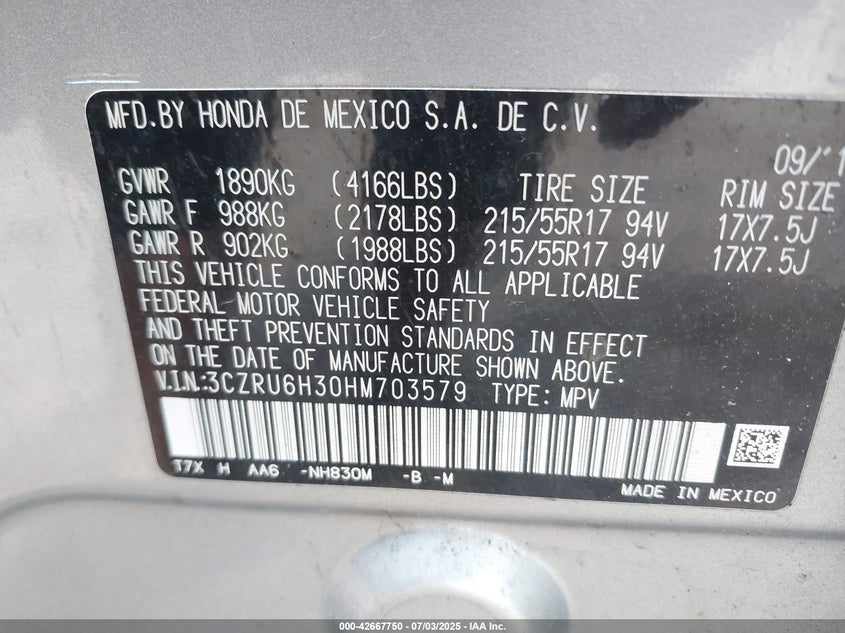 MFD.BY HONDA DE MEXICO S.A. DE C.V.
09/'1
GVWR 1890KG (4166LBS) TIRE SIZE RIM SIZE
GAWR F 988KG (2178LBS) 215/55R17 94V 17X7.5J
GAWR R 902KG (1988LBS) 215/55R17 94V 17X7.5J
THIS VEHICLE CONFORMS TO ALL APPLICABLE
FEDERAL MOTOR VEHICLE SAFETY
AND THEFT PREVENTION STANDARDS IN EFFECT
ON THE DATE OF MANUFACTURE SHOWN ABOVE.
V.I.N.:3CZRU6H30HM703579 TYPE: MPV
T7X H AA6 -NH830M -B -M
MADE IN MEXICO
000-42667750 - 07/03/2025 - IAA Inc.